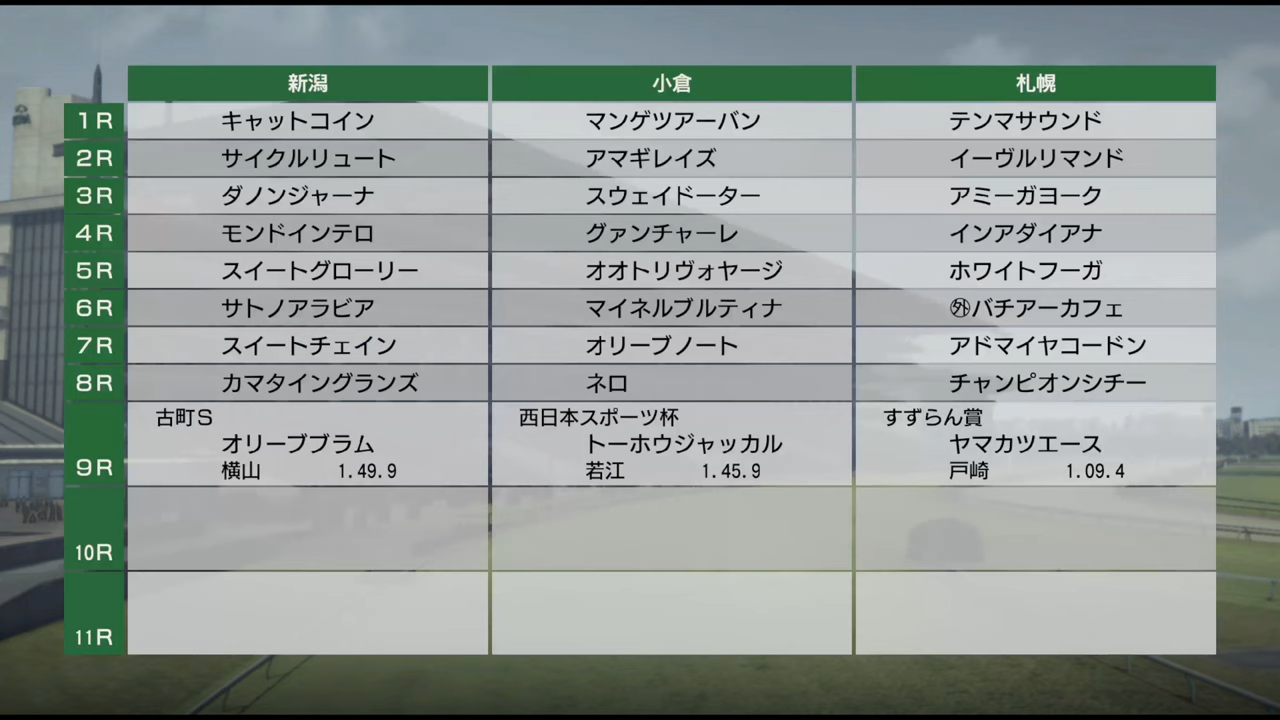 新潟 小倉 札幌
1R キャットコイン マンゲツアーバン テンマサウンド
2R サイクルリュート アマギレイズ イーヴルリマンド
3R ダノンジャーナ スウェイドーター アミーガヨーク
4R モンドインテロ グァンチャーレ インアダイアナ
5R スイートグローリー オオトリヴォヤージ ホワイトフーガ
6R サトノアラビア マイネルブルティナ ㊕バチアーカフェ
7R スイートチェイン オリーブノート アドマイヤコードン
8R カマタイングランズ ネロ チャンピオンシチー
古町S 西日本スポーツ杯 すずらん賞
オリーブブラム トーホウジャッカル ヤマカツエース
9R 横山 1.49.9 若江 1.45.9 戸崎 1.09.4
10R
11R